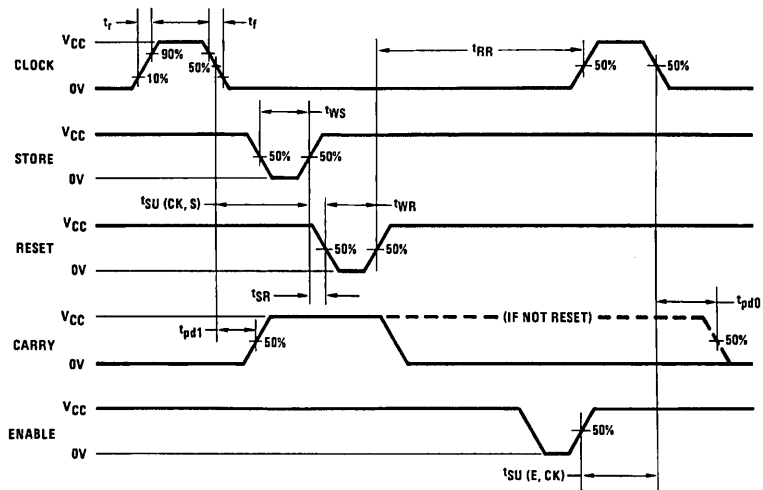 tr
tf
VCC
CLOCK
0V
90%
10%
50%
tRR
50%
50%
tWS
VCC
STORE
0V
50%
50%
tSU (CK, S)
tWR
VCC
RESET
0V
50%
50%
tSR
tpd0
VCC
CARRY
0V
tpd1
50%
(IF NOT RESET)
50%
VCC
ENABLE
0V
50%
tSU (E, CK)